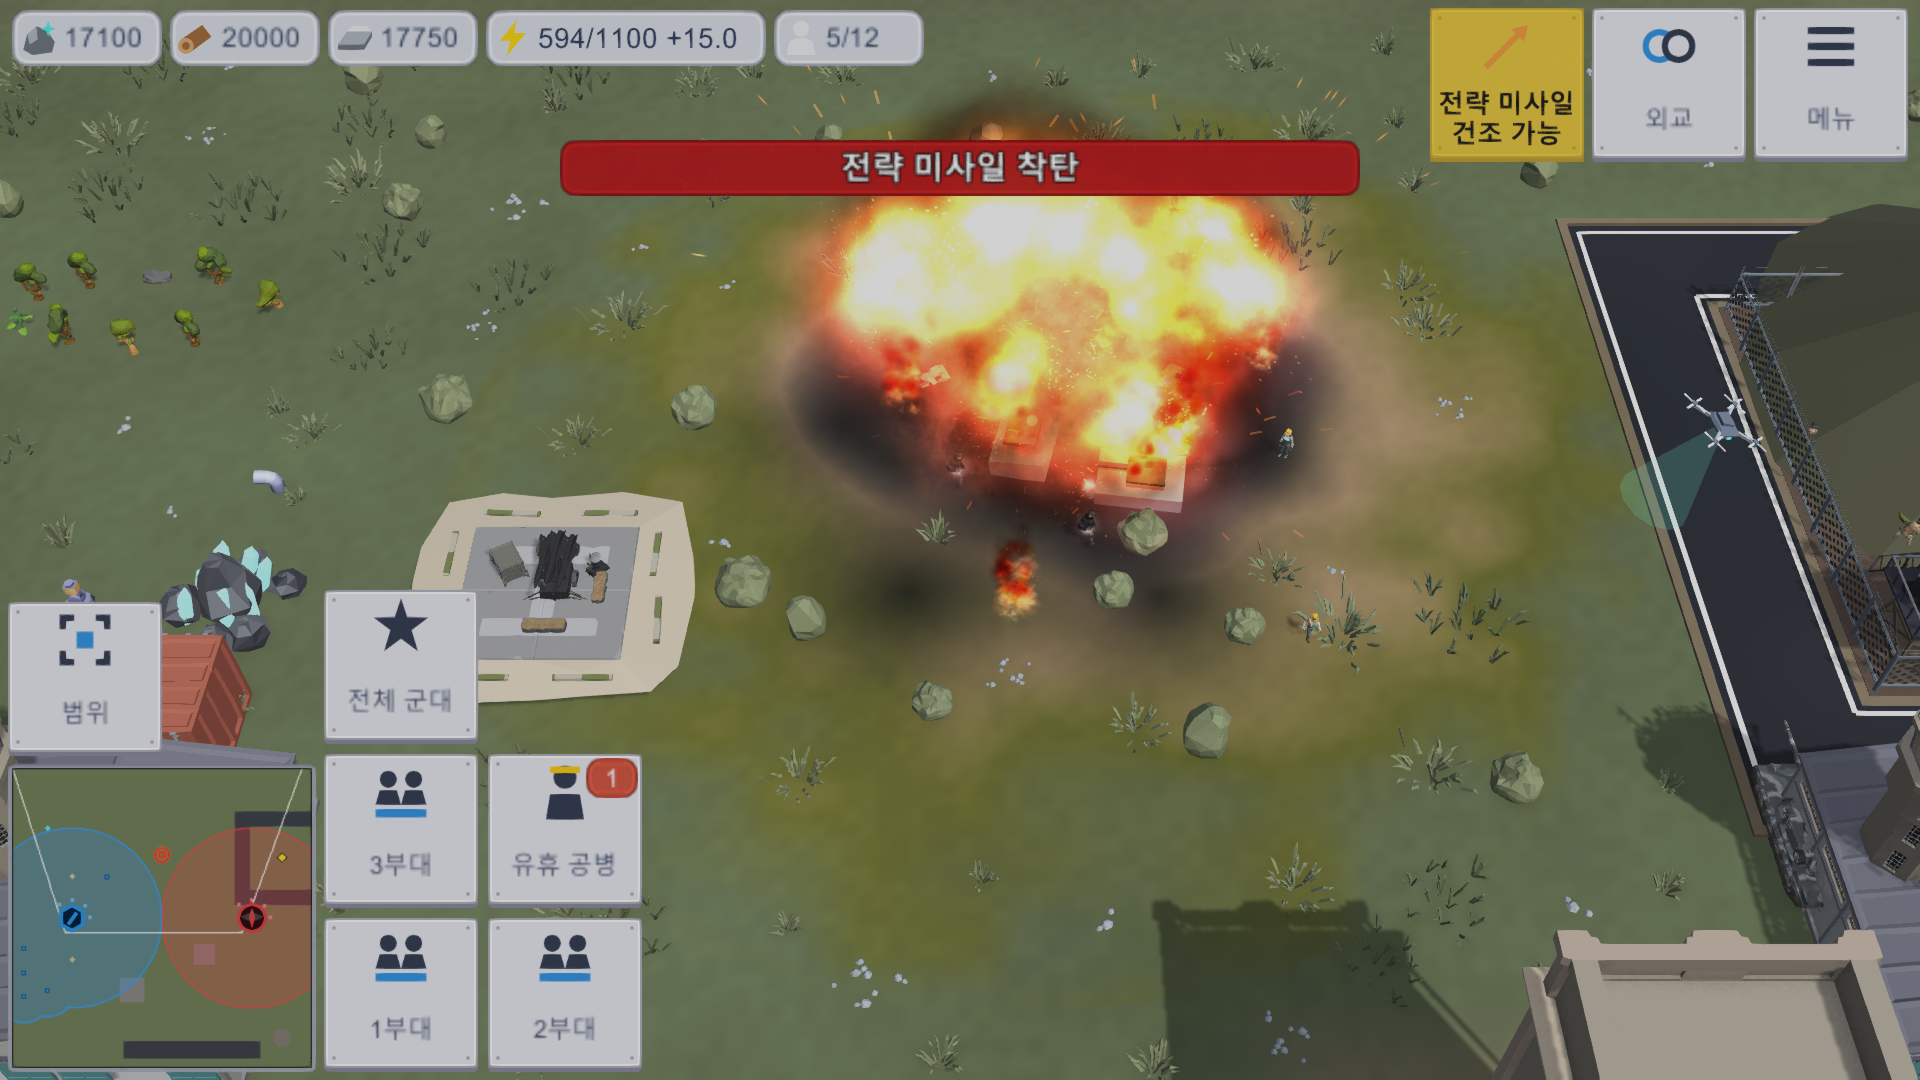 17100
20000
17750
594/1100 +15.0
5/12
전략 미사일
건조 가능
외교
메뉴
전략 미사일 착탄
범위
전체 군대
3부대
1
유휴 공병
1부대
2부대